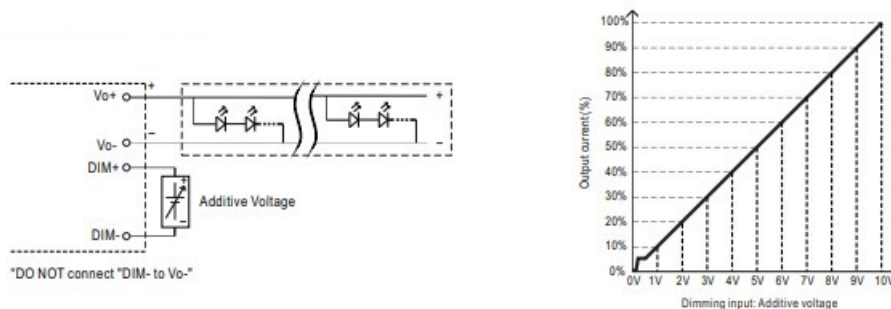 +
Vo+
+
−
Vo-
−
DIM+
+
Additive Voltage
−
DIM-
"DO NOT connect "DIM- to Vo-"
100%
90%
80%
70%
60%
50%
40%
30%
20%
10%
0%
Output current (%)
0V 1V 2V 3V 4V 5V 6V 7V 8V 9V 10V
Dimming input: Additive voltage